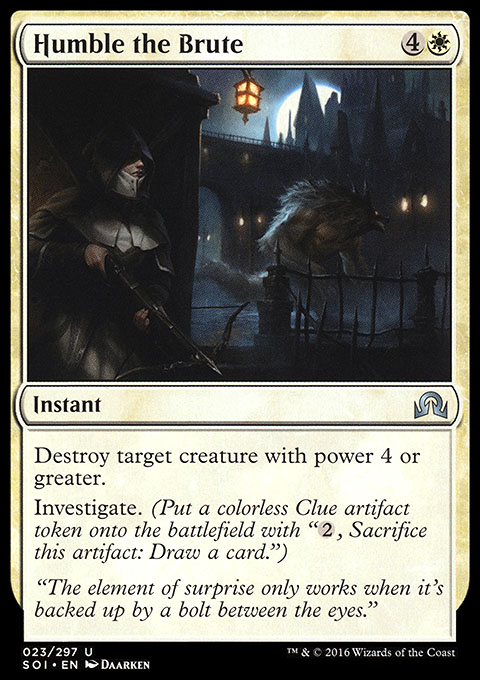 Humble the Brute 4
Instant
Destroy target creature with power 4 or
greater.
Investigate. (Put a colorless Clue artifact
token onto the battlefield with “2, Sacrifice
this artifact: Draw a card.”)
“The element of surprise only works when it’s
backed up by a bolt between the eyes.”
023/297 U
SOI • EN DAARKEN
™ & © 2016 Wizards of the Coast